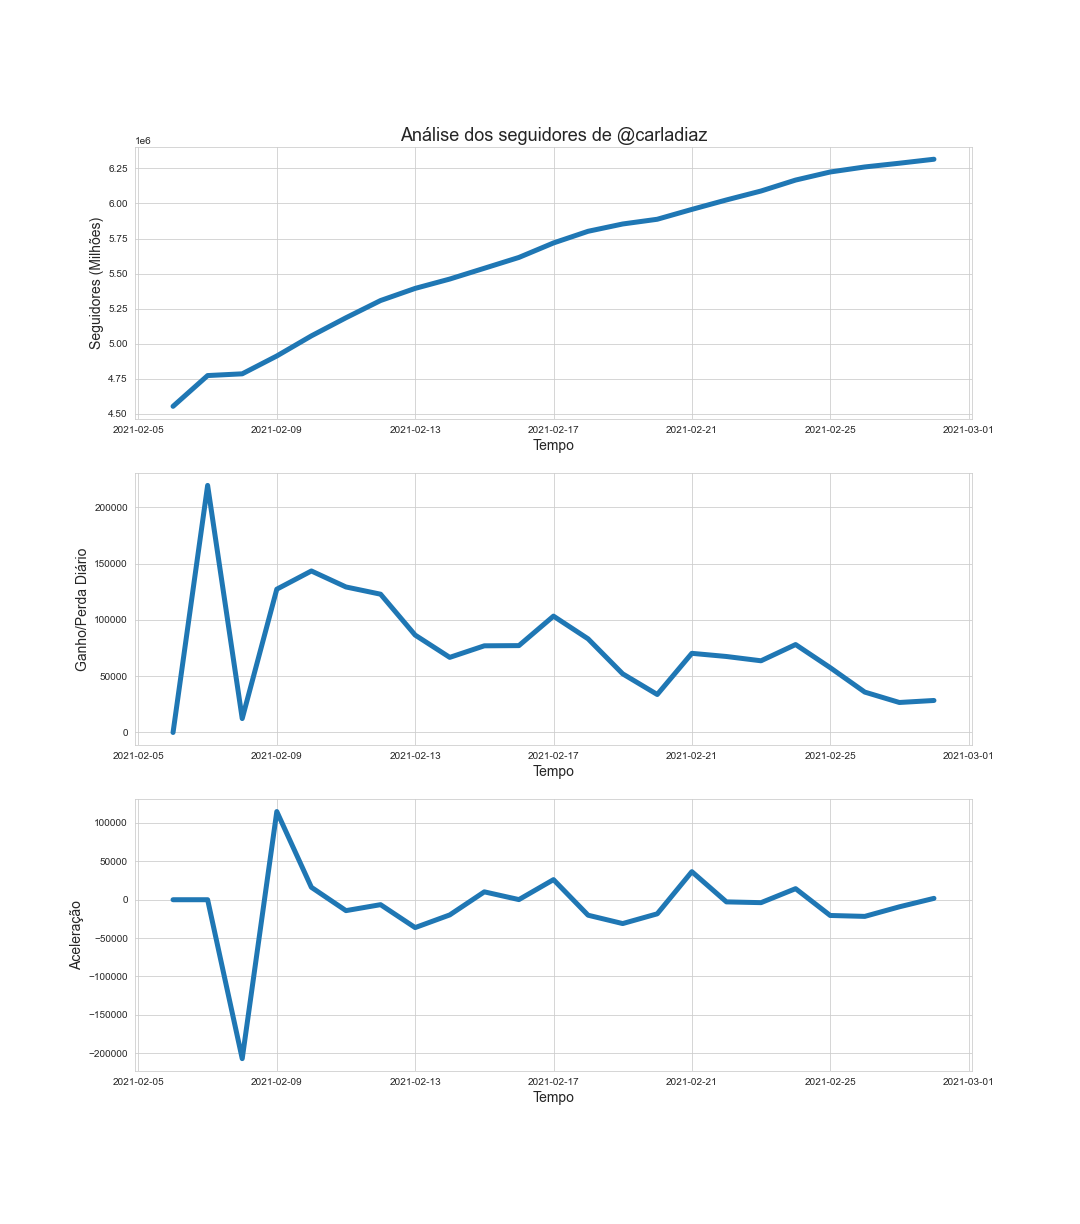 Análise dos seguidores de @carladiaz
1e6
6.25
6.00
5.75
5.50
5.25
5.00
4.75
4.50
Seguidores (Milhões)
2021-02-05 2021-02-09 2021-02-13 2021-02-17 2021-02-21 2021-02-25 2021-03-01
Tempo
200000
150000
100000
50000
0
Ganho/Perda Diário
2021-02-05 2021-02-09 2021-02-13 2021-02-17 2021-02-21 2021-02-25 2021-03-01
Tempo
100000
50000
0
−50000
−100000
−150000
−200000
Aceleração
2021-02-05 2021-02-09 2021-02-13 2021-02-17 2021-02-21 2021-02-25 2021-03-01
Tempo